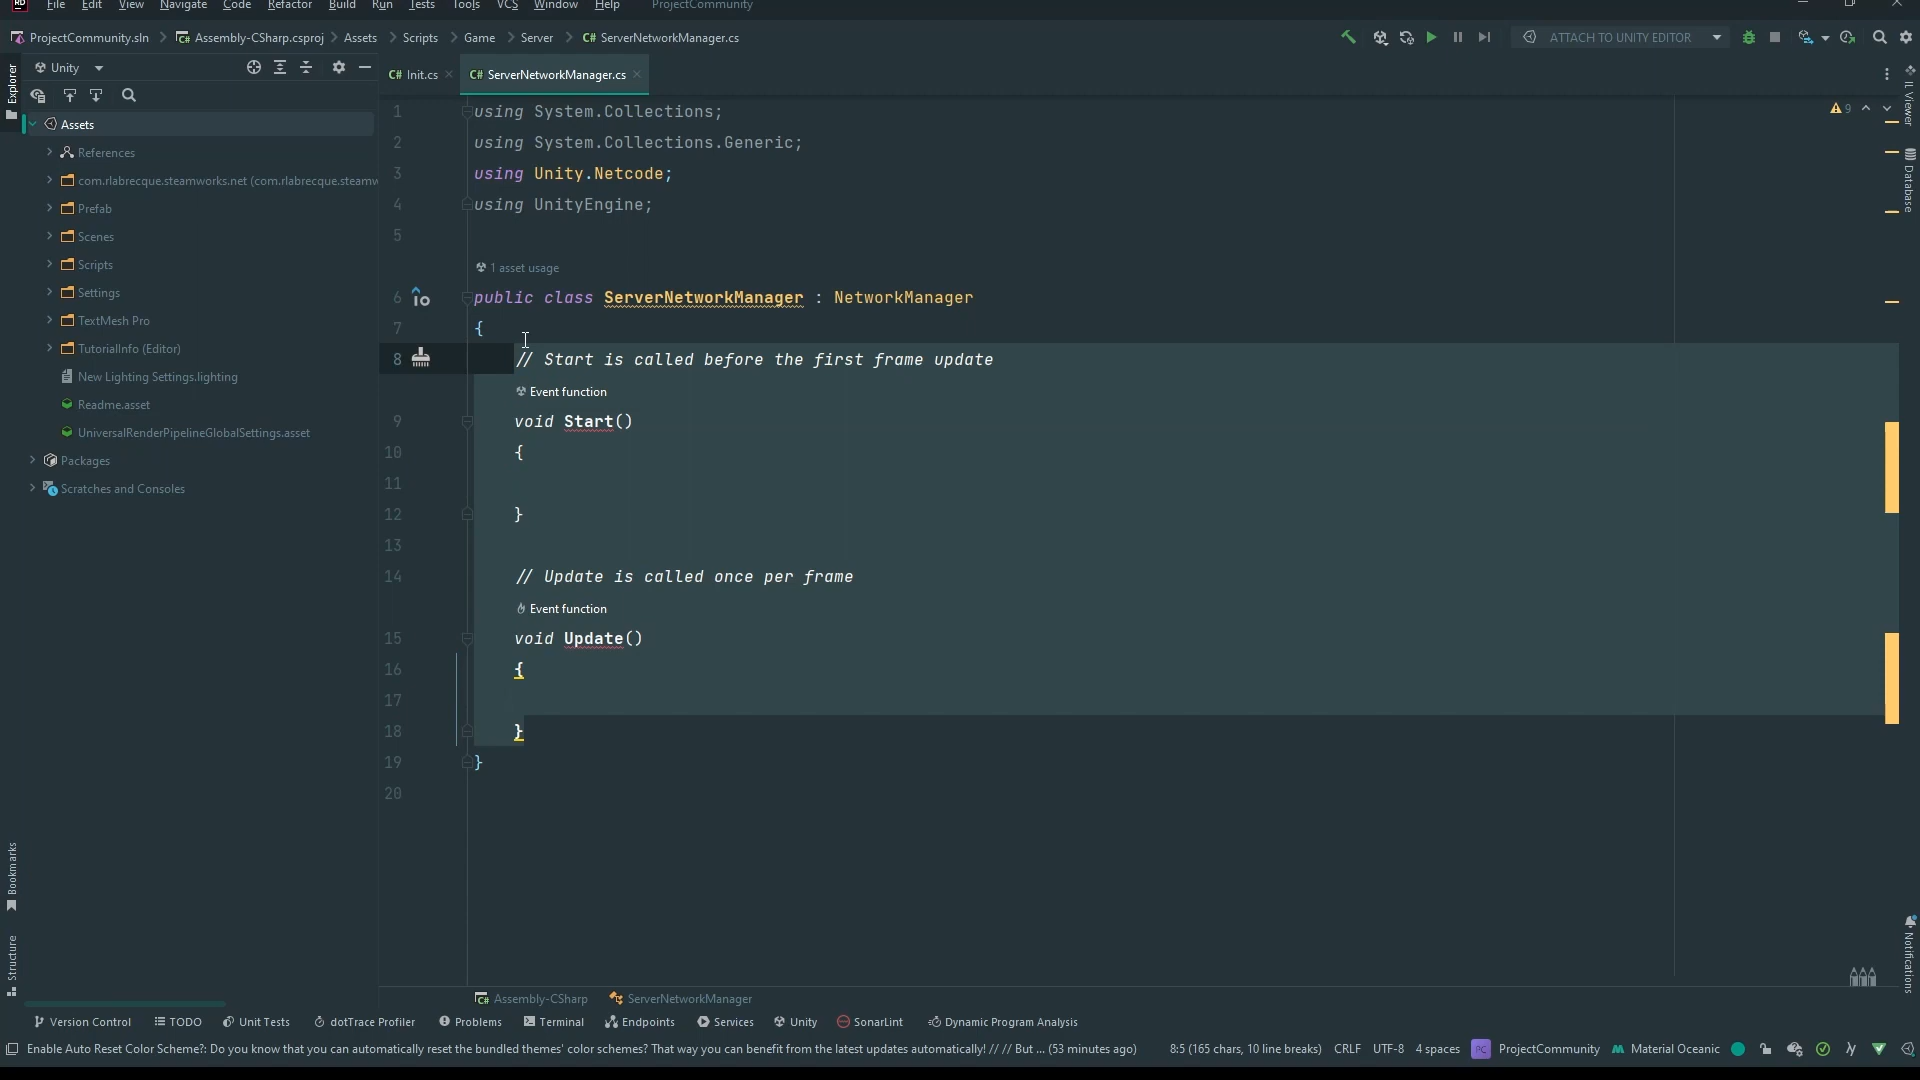 File Edit View Navigate Code Refactor Build Run Tests Tools VCS Window Help ProjectCommunity
ProjectCommunity.sln Assembly-CSharp.csproj Assets Scripts Game Server C# ServerNetworkManager.cs
ATTACH TO UNITY EDITOR
Explorer
Unity
C# Init.cs
C# ServerNetworkManager.cs
Assets
References
com.rlabrecque.steamworks.net (com.rlabrecque.steamw
Prefab
Scenes
Scripts
Settings
TextMesh Pro
TutorialInfo (Editor)
New Lighting Settings.lighting
Readme.asset
UniversalRenderPipelineGlobalSettings.asset
Packages
Scratches and Consoles
1 using System.Collections;
2 using System.Collections.Generic;
3 using Unity.Netcode;
4 using UnityEngine;
5
1 asset usage
6 public class ServerNetworkManager : NetworkManager
7 {
8 // Start is called before the first frame update
Event function
9 void Start()
10 {
11
12 }
13
14 // Update is called once per frame
Event function
15 void Update()
16 {
17
18 }
19 }
20
9
IL Viewer
Database
Notifications
Bookmarks
Structure
Assembly-CSharp ServerNetworkManager
Version Control TODO Unit Tests dotTrace Profiler Problems Terminal Endpoints Services Unity SonarLint Dynamic Program Analysis
Enable Auto Reset Color Scheme?: Do you know that you can automatically reset the bundled themes' color schemes? That way you can benefit from the latest updates automatically! // // But ... (53 minutes ago) 8:5 (165 chars, 10 line breaks) CRLF UTF-8 4 spaces PC ProjectCommunity Material Oceanic